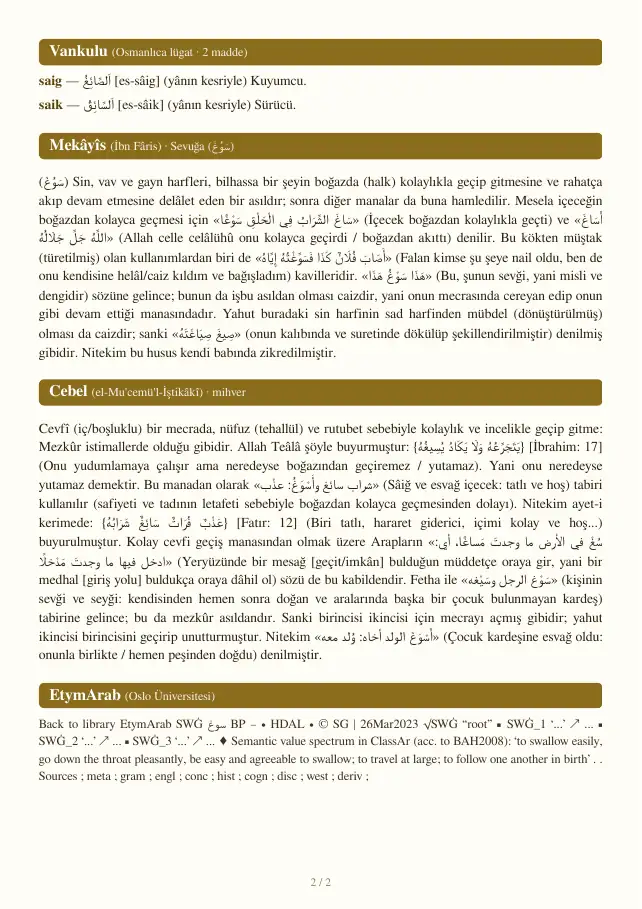 Vankulu (Osmanlıca lügat · 2 madde)
saig — اَلصَّائِغُ [es-sâig] (yânın kesriyle) Kuyumcu.
saik — اَلسَّائِقُ [es-sâik] (yânın kesriyle) Sürücü.
Mekâyîs (İbn Fâris) · Sevuğa (سَوُغَ)
(سَوُغَ) Sin, vav ve gayn harfleri, bilhassa bir şeyin boğazda (halk) kolaylıkla geçip gitmesine ve rahatça
akıp devam etmesine delâlet eden bir asıldır; sonra diğer manalar da buna hamledilir. Mesela içeceğin
boğazdan kolayca geçmesi için «سَاغَ الشَّرَابُ فِي الْحَلْقِ سَوْغًا» (İçecek boğazdan kolaylıkla geçti) ve «أَسَاغَ
اللَّهُ جَلَّ جَلَالُهُ» (Allah celle celâlühû onu kolayca geçirdi / boğazdan akıttı) denilir. Bu kökten müştak
(türetilmiş) olan kullanımlardan biri de «أَصَابَ فُلَانٌ كَذَا فَسَوَّغْتُهُ إِيَّاهُ» (Falan kimse şu şeye nail oldu, ben de
onu kendisine helâl/caiz kıldım ve bağışladım) kavilleridir. «هَذَا سَوْغُ هَذَا» (Bu, şunun sevği, yani misli ve
dengidir) sözüne gelince; bunun da işbu asıldan olması caizdir, yani onun mecrasında cereyan edip onun
gibi devam ettiği manasındadır. Yahut buradaki sin harfinin sad harfinden mübdel (dönüştürülmüş)
olması da caizdir; sanki «صِيغَ صِيَاغَتَهُ» (onun kalıbında ve suretinde dökülüp şekillendirilmiştir) denilmiş
gibidir. Nitekim bu husus kendi babında zikredilmiştir.
Cebel (el-Mu'cemü'l-İştikâkî) · mihver
Cevfî (iç/boşluklu) bir mecrada, nüfuz (tehallül) ve rutubet sebebiyle kolaylık ve incelikle geçip gitme:
Mezkûr istimallerde olduğu gibidir. Allah Teâlâ şöyle buyurmuştur: {يَتَجَرَّعُهُ وَلَا يَكَادُ يُسِيغُهُ} [İbrahim: 17]
(Onu yudumlamaya çalışır ama neredeyse boğazından geçiremez / yutamaz). Yani onu neredeyse
yutamaz demektir. Bu manadan olarak «شراب سائغ وأَسْوَغُ: عذْب» (Sâiğ ve esvağ içecek: tatlı ve hoş) tabiri
kullanılır (safiyeti ve tadının letafeti sebebiyle boğazdan kolayca geçmesinden dolayı). Nitekim ayet-i
kerimede: {عَذْبٌ فُرَاتٌ سَائِغٌ شَرَابُهُ} [Fatır: 12] (Biri tatlı, hararet giderici, içimi kolay ve hoş...)
buyurulmuştur. Kolay cevfi geçiş manasından olmak üzere Arapların «سُغْ في الأرض ما وجدتَ مَساغًا، أي:
ادخل فيها ما وجدتَ مَدْخَلًا» (Yeryüzünde bir mesağ [geçit/imkân] bulduğun müddetçe oraya gir, yani bir
medhal [giriş yolu] buldukça oraya dâhil ol) sözü de bu kabildendir. Fetha ile «سَوْغ الرجل وسَيْغه» (kişinin
sevği ve seyği: kendisinden hemen sonra doğan ve aralarında başka bir çocuk bulunmayan kardeş)
tabirine gelince; bu da mezkûr asıldandır. Sanki birincisi ikincisi için mecrayı açmış gibidir; yahut
ikincisi birincisini geçirip unutturmuştur. Nitekim «أَسْوَغَ الولد أخاه: وُلد معه» (Çocuk kardeşine esvağ oldu:
onunla birlikte / hemen peşinden doğdu) denilmiştir.
EtymArab (Oslo Üniversitesi)
Back to library EtymArab SWĠ سوغ BP – • HDAL • © SG | 26Mar2023 √SWĠ “root” ▪ SWĠ_1 ‘...’ ↗ ... ▪
SWĠ_2 ‘...’ ↗ ... ▪ SWĠ_3 ‘...’ ↗ ... ♦ Semantic value spectrum in ClassAr (acc. to BAH2008): ‘to swallow easily,
go down the throat pleasantly, be easy and agreeable to swallow; to travel at large; to follow one another in birth’ . .
Sources ; meta ; gram ; engl ; conc ; hist ; cogn ; disc ; west ; deriv ;
2 / 2